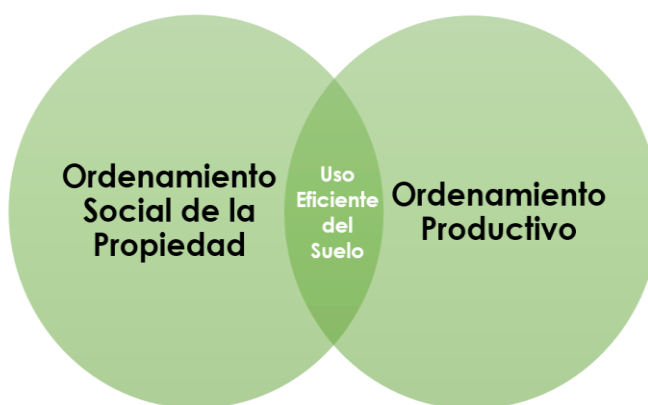 Ordenamiento
Social de la
Propiedad
Uso
Eficiente
del
Suelo
Ordenamiento
Productivo